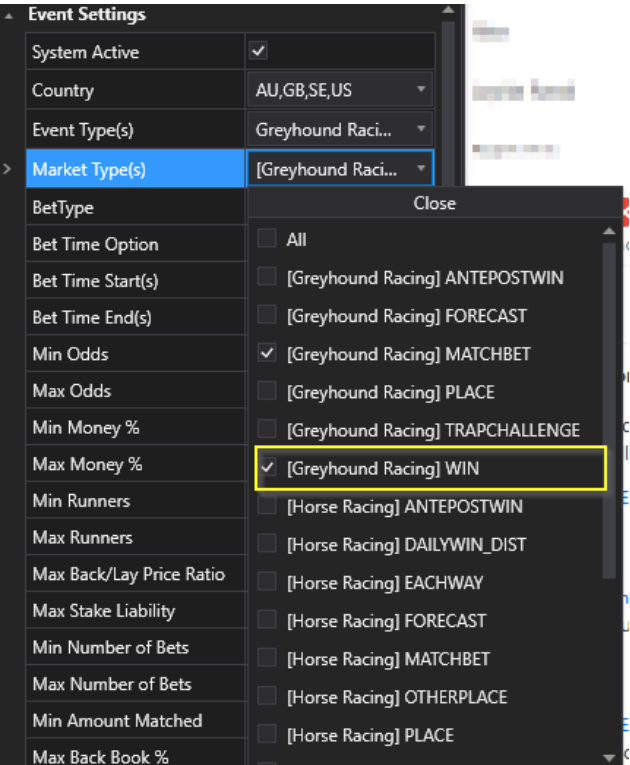 Event Settings
System Active
Country AU,GB,SE,US
Event Type(s) Greyhound Raci...
Market Type(s) [Greyhound Raci...
BetType
Bet Time Option
Bet Time Start(s)
Bet Time End(s)
Min Odds
Max Odds
Min Money %
Max Money %
Min Runners
Max Runners
Max Back/Lay Price Ratio
Max Stake Liability
Min Number of Bets
Max Number of Bets
Min Amount Matched
Max Back Book %
Close
All
[Greyhound Racing] ANTEPOSTWIN
[Greyhound Racing] FORECAST
[Greyhound Racing] MATCHBET
[Greyhound Racing] PLACE
[Greyhound Racing] TRAPCHALLENGE
[Greyhound Racing] WIN
[Horse Racing] ANTEPOSTWIN
[Horse Racing] DAILYWIN_DIST
[Horse Racing] EACHWAY
[Horse Racing] FORECAST
[Horse Racing] MATCHBET
[Horse Racing] OTHERPLACE
[Horse Racing] PLACE